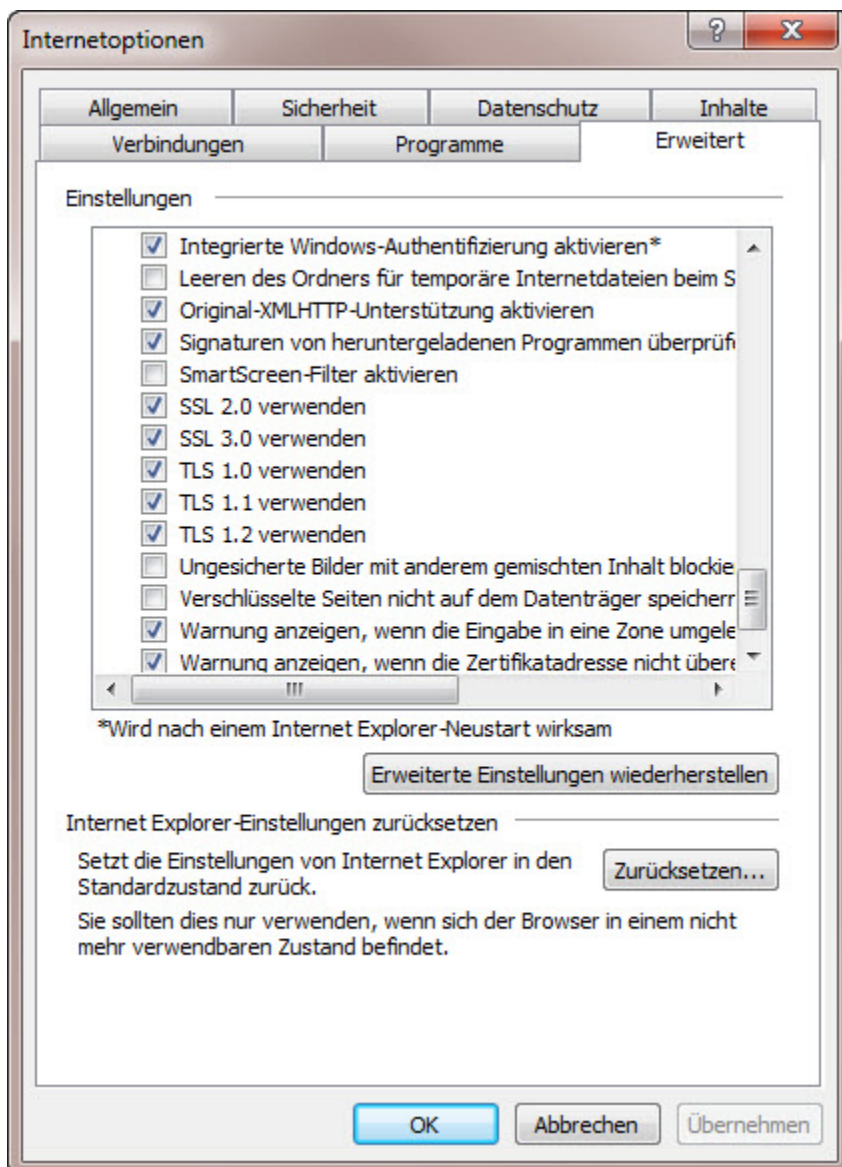 Internetoptionen
Allgemein Sicherheit Datenschutz Inhalte
Verbindungen Programme Erweitert
Einstellungen
Integrierte Windows-Authentifizierung aktivieren*
Leeren des Ordners für temporäre Internetdateien beim S
Original-XMLHTTP-Unterstützung aktivieren
Signaturen von heruntergeladenen Programmen überprüf
SmartScreen-Filter aktivieren
SSL 2.0 verwenden
SSL 3.0 verwenden
TLS 1.0 verwenden
TLS 1.1 verwenden
TLS 1.2 verwenden
Ungesicherte Bilder mit anderem gemischten Inhalt blockie
Verschlüsselte Seiten nicht auf dem Datenträger speicherr
Warnung anzeigen, wenn die Eingabe in eine Zone umgele
Warnung anzeigen, wenn die Zertifikatadresse nicht übere
*Wird nach einem Internet Explorer-Neustart wirksam
Erweiterte Einstellungen wiederherstellen
Internet Explorer-Einstellungen zurücksetzen
Setzt die Einstellungen von Internet Explorer in den
Standardzustand zurück.
Zurücksetzen...
Sie sollten dies nur verwenden, wenn sich der Browser in einem nicht
mehr verwendbaren Zustand befindet.
OK Abbrechen Übernehmen